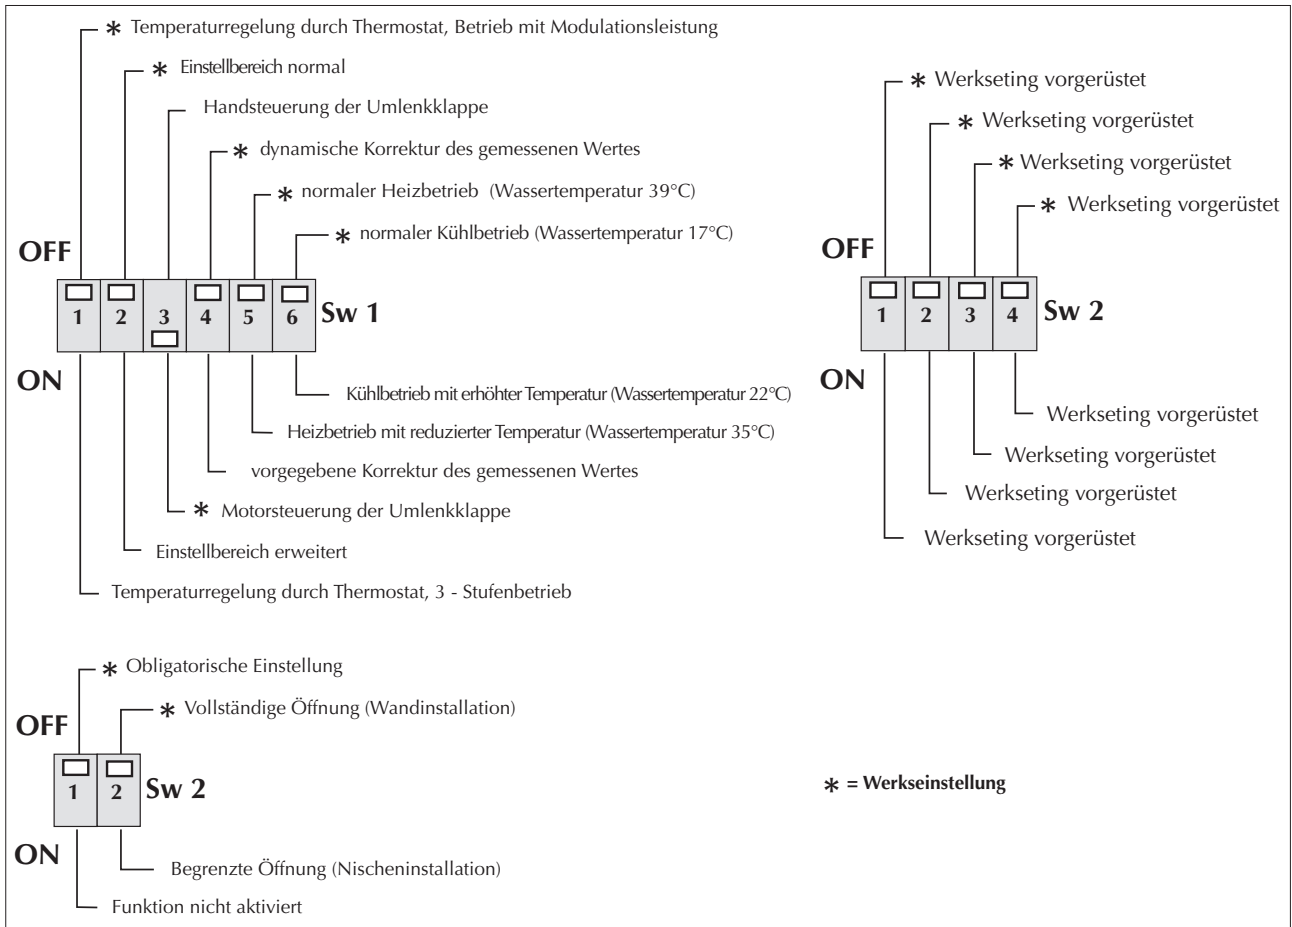 * Temperaturregelung durch Thermostat, Betrieb mit Modulationsleistung
* Einstellbereich normal
Handsteuerung der Umlenkklappe
* dynamische Korrektur des gemessenen Wertes
* normaler Heizbetrieb (Wassertemperatur 39°C)
* normaler Kühlbetrieb (Wassertemperatur 17°C)
OFF
1 2 3 4 5 6 Sw 1
ON
Kühlbetrieb mit erhöhter Temperatur (Wassertemperatur 22°C)
Heizbetrieb mit reduzierter Temperatur (Wassertemperatur 35°C)
vorgegebene Korrektur des gemessenen Wertes
* Motorsteuerung der Umlenkklappe
Einstellbereich erweitert
Temperaturregelung durch Thermostat, 3 - Stufenbetrieb
* Werkseting vorgerüstet
* Werkseting vorgerüstet
* Werkseting vorgerüstet
* Werkseting vorgerüstet
OFF
1 2 3 4 Sw 2
ON
Werkseting vorgerüstet
Werkseting vorgerüstet
Werkseting vorgerüstet
Werkseting vorgerüstet
* Obligatorische Einstellung
* Vollständige Öffnung (Wandinstallation)
OFF
1 2 Sw 2
ON
Begrenzte Öffnung (Nischeninstallation)
Funktion nicht aktiviert
* = Werkseinstellung